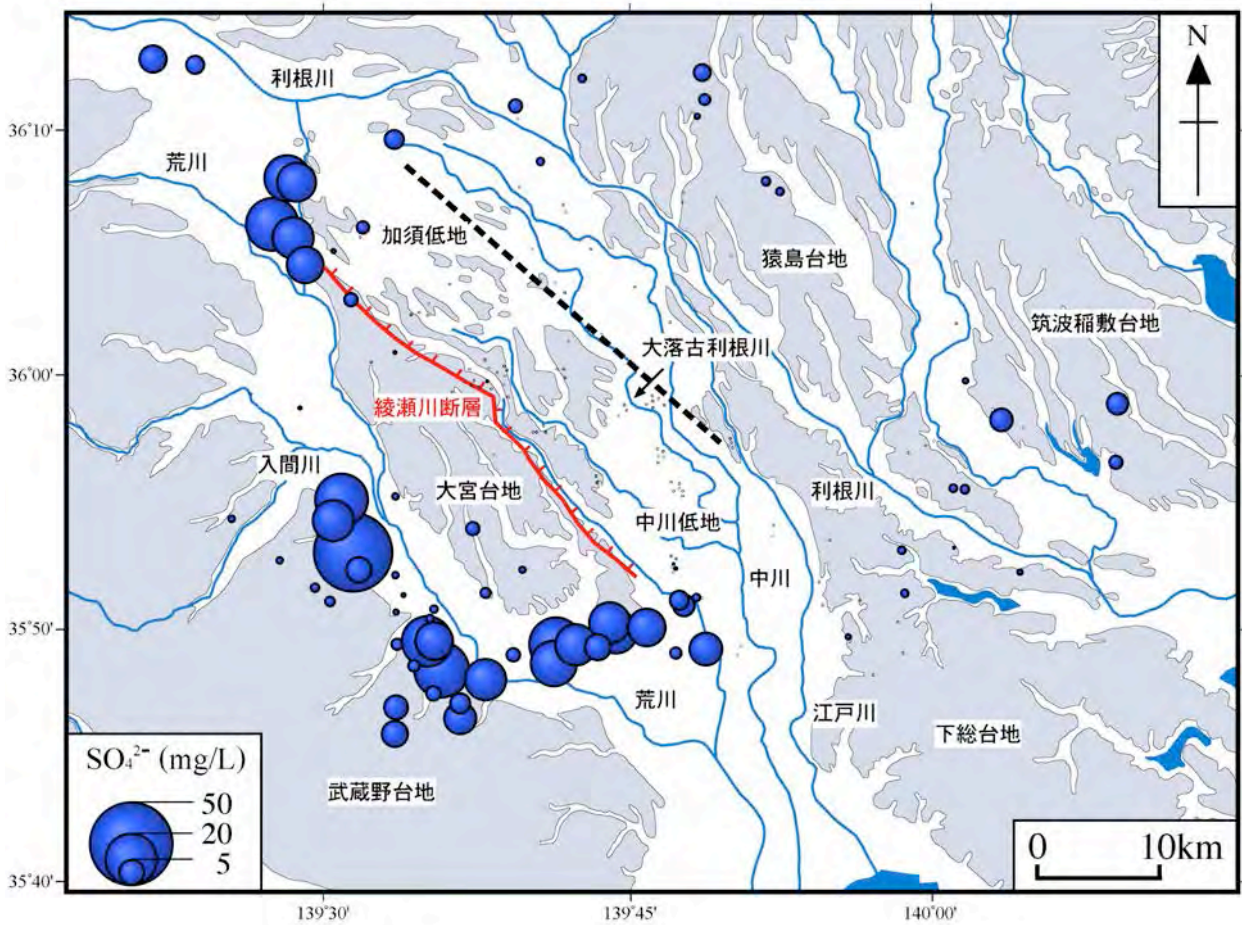 N
利根川
36°10'
荒川
加須低地
猿島台地
筑波稲敷台地
大落古利根川
36°00'
綾瀬川断層
入間川
大宮台地
利根川
中川低地
中川
35°50'
荒川
江戸川
下総台地
SO₄²⁻ (mg/L)
50
20
5
武蔵野台地
0 10km
35°40'
139°30'
139°45'
140°00'